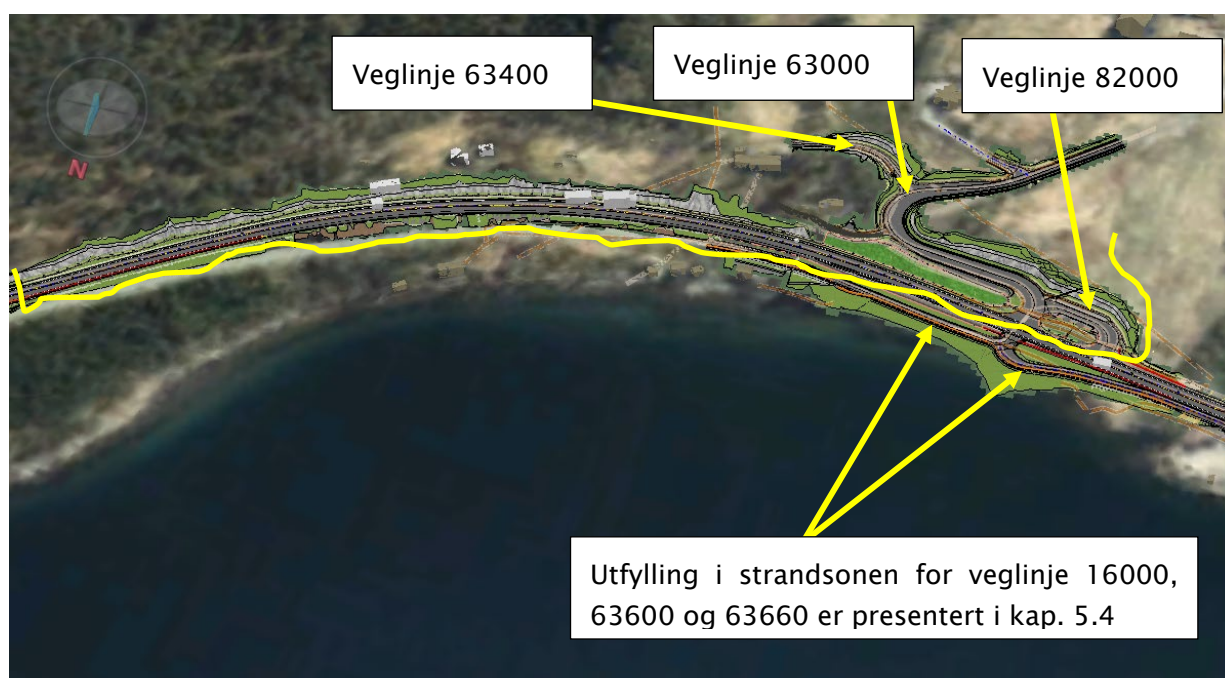 Veglinje 63400
Veglinje 63000
Veglinje 82000
N
Utfylling i strandsonen for veglinje 16000,
63600 og 63660 er presentert i kap. 5.4